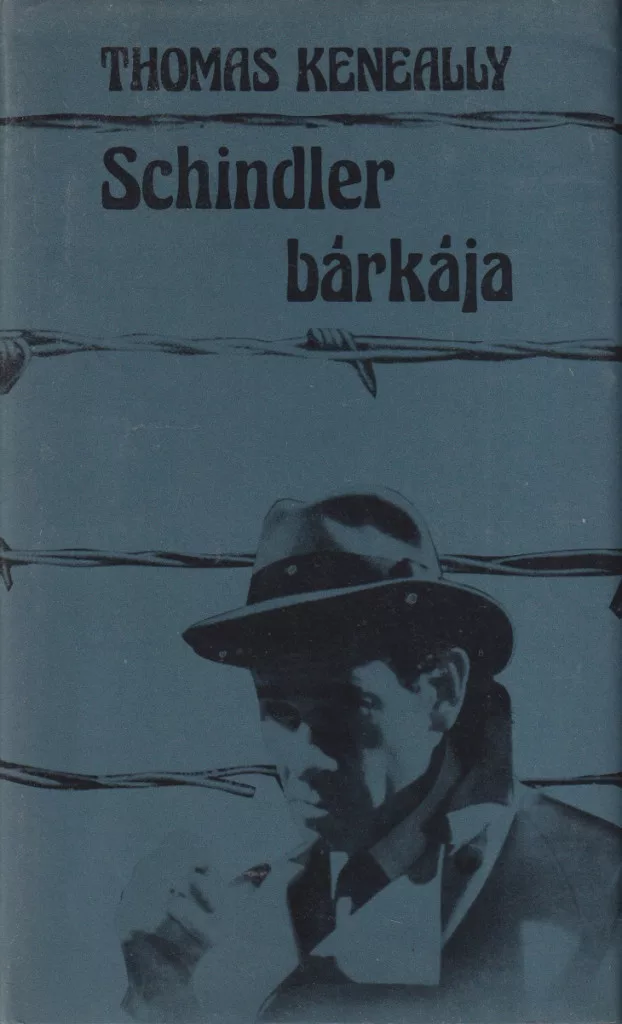 THOMAS KENEALLY
Schindler
bárkája